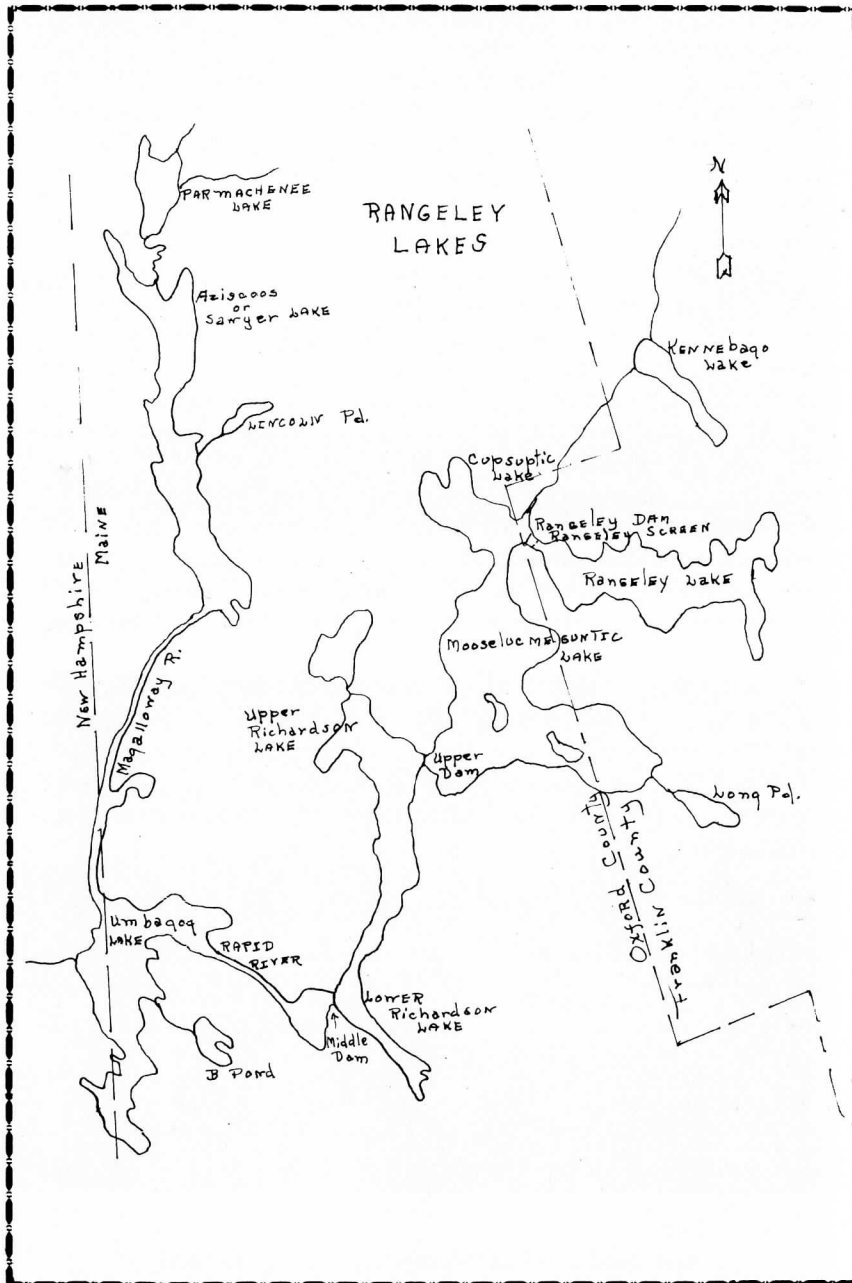 RANGELEY
LAKES
N
PARMACHENEE
LAKE
Aziscoos
or
Sawyer LAKE
KENNEbago
Lake
LINCOLN Pd.
Cupsuptic
Lake
RangELEy DAM
RangELEy SCREEN
RangELEy LakE
New HampshirE
MainE
MooselucMEGUNTIC
LAKE
Magalloway R.
Upper
Richardson
LAKE
Upper
Dam
Long Pd.
Oxford County
Franklin County
Umbagog
LAKE
RAPID
RIVER
LOWER
Richardson
LAKE
Middle
Dam
B Pond